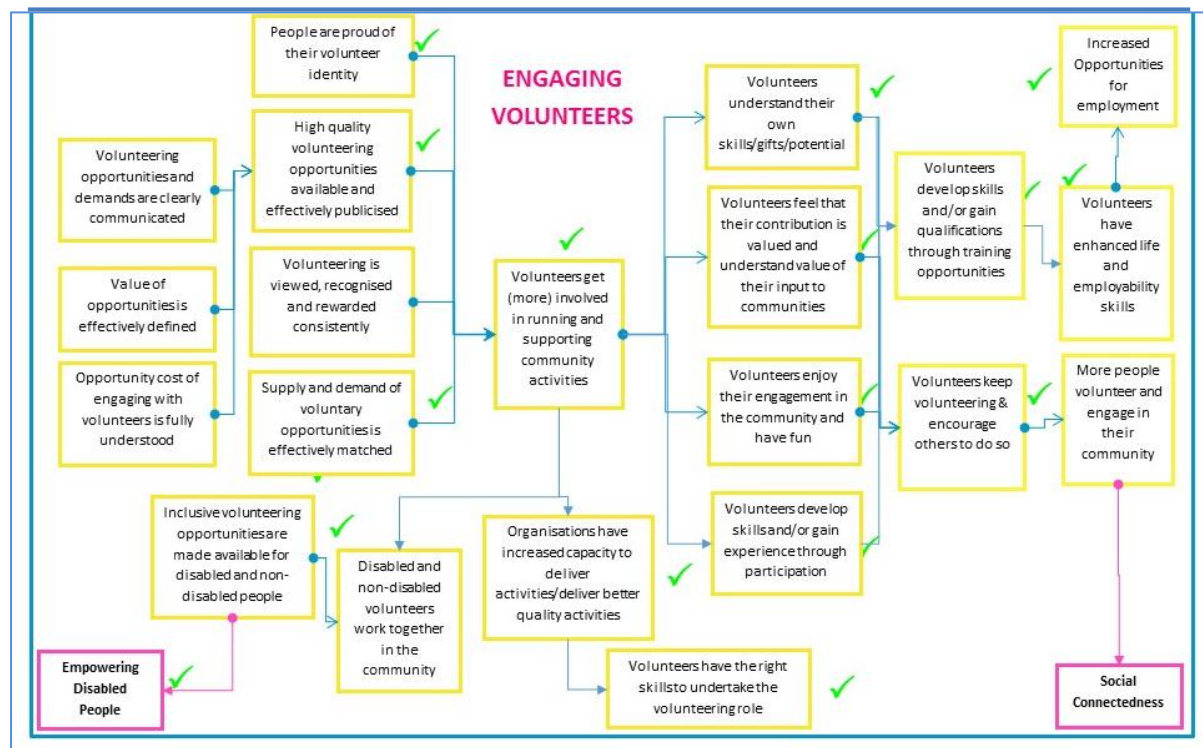 ENGAGING
VOLUNTEERS
People are proud of
their volunteer
identity
High quality
volunteering
opportunities
available and
effectively publicised
Volunteering
opportunities and
demands are clearly
communicated
Value of
opportunities is
effectively defined
Opportunity cost of
engaging with
volunteers is fully
understood
Volunteering is
viewed, recognised
and rewarded
consistently
Supply and demand of
voluntary
opportunities is
effectively matched
Volunteers get
(more) involved
in running and
supporting
community
activities
Volunteers
understand their
own
skills/gifts/potential
Volunteers feel that
their contribution is
valued and
understand value of
their input to
communities
Volunteers enjoy
their engagement in
the community and
have fun
Volunteers develop
skills and/or gain
experience through
participation
Volunteers
develop skills
and/or gain
qualifications
through training
opportunities
Volunteers keep
volunteering &
encourage
others to do so
Increased
Opportunities
for
employment
Volunteers
have
enhanced life
and
employability
skills
More people
volunteer and
engage in
their
community
Inclusive volunteering
opportunities are
made available for
disabled and non-
disabled people
Disabled and
non-disabled
volunteers
work together
in the
community
Organisations have
increased capacity to
deliver
activities/deliver better
quality activities
Volunteers have the right
skills to undertake the
volunteering role
Empowering
Disabled
People
Social
Connectedness